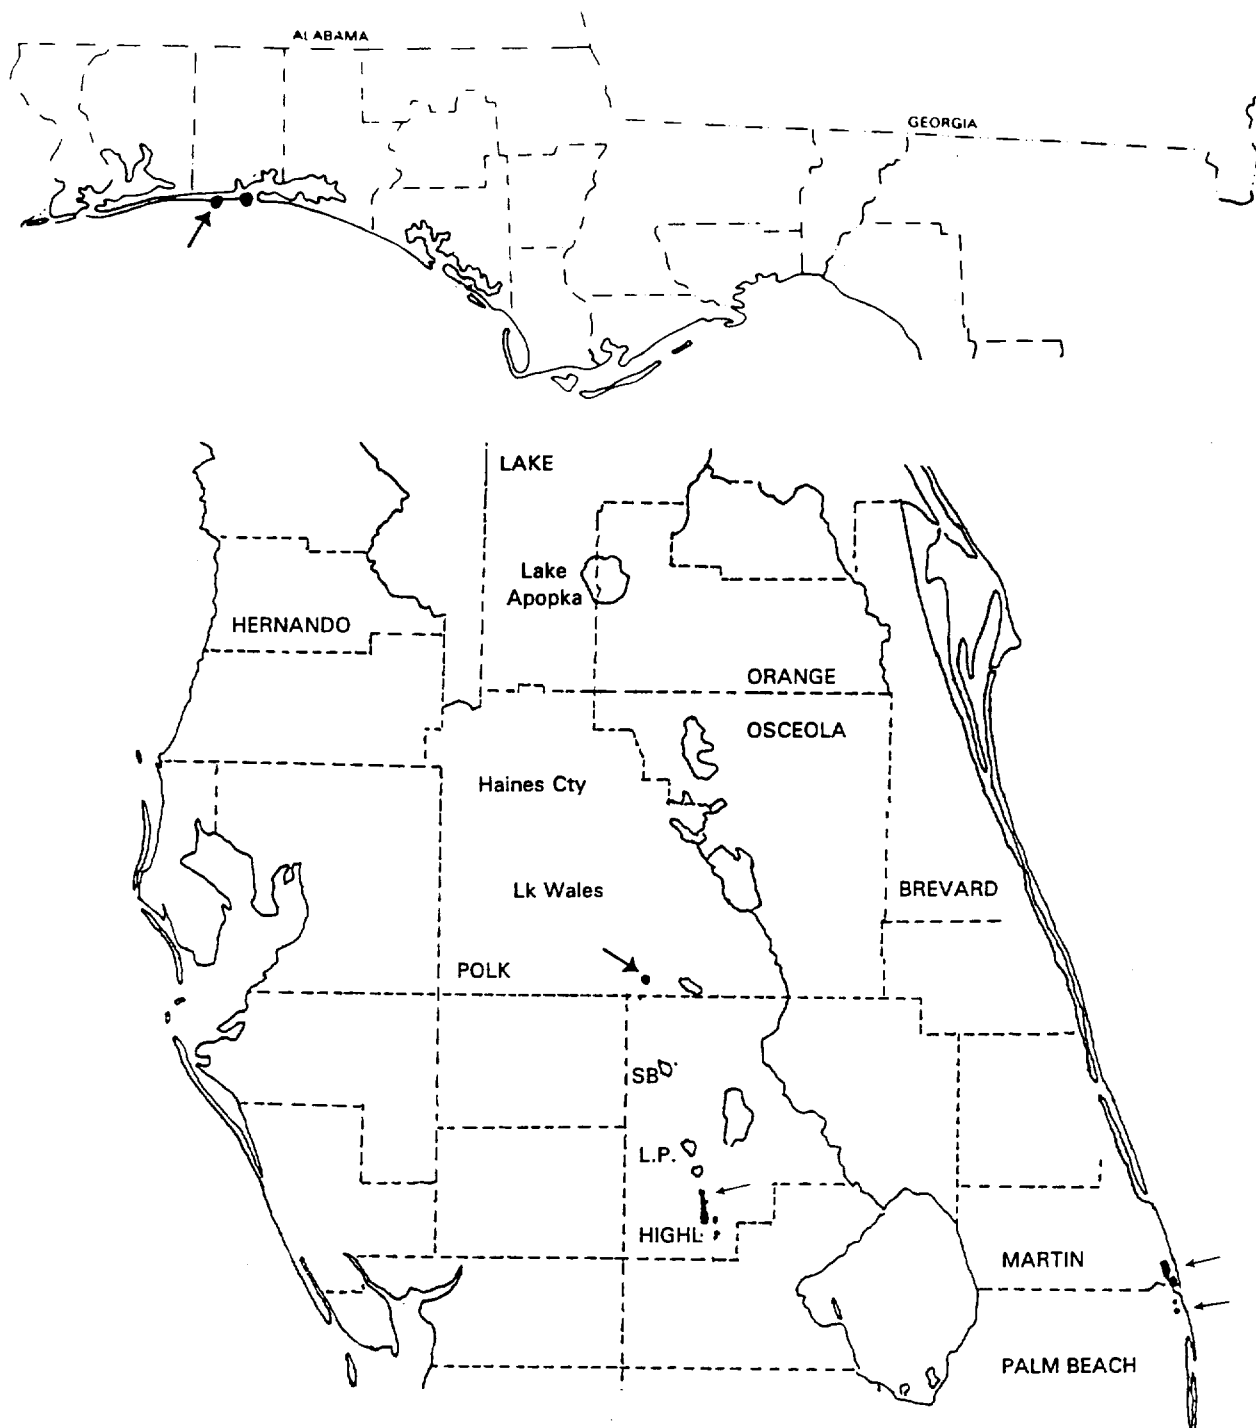 ALABAMA
GEORGIA
LAKE
Lake
Apopka
HERNANDO
ORANGE
OSCEOLA
Haines Cty
Lk Wales
BREVARD
POLK
SB
L.P.
HIGHL
MARTIN
PALM BEACH